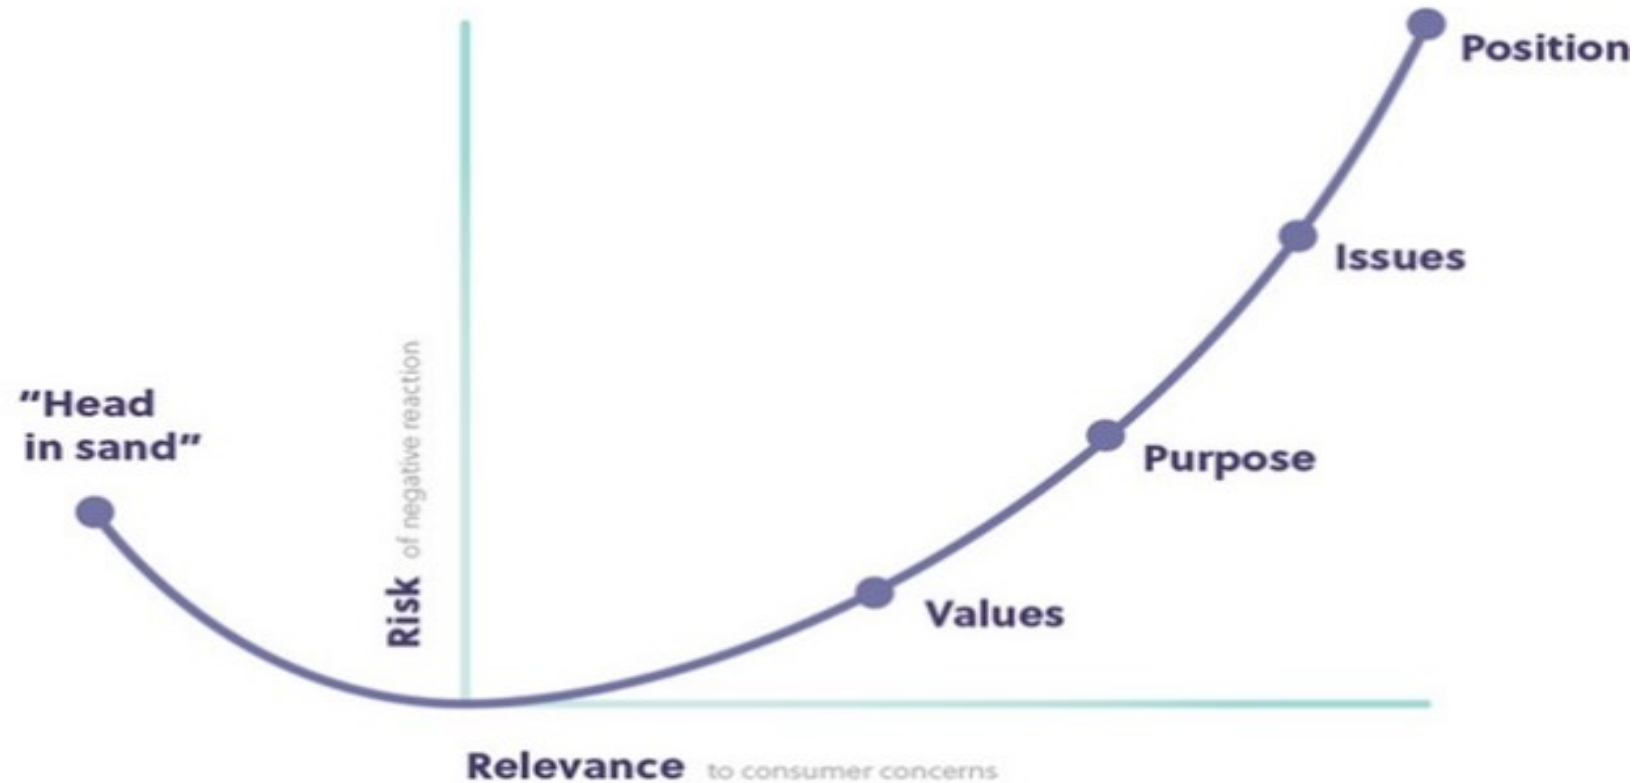 Position
Issues
“Head
in sand”
Risk of negative reaction
Purpose
Values
Relevance to consumer concerns